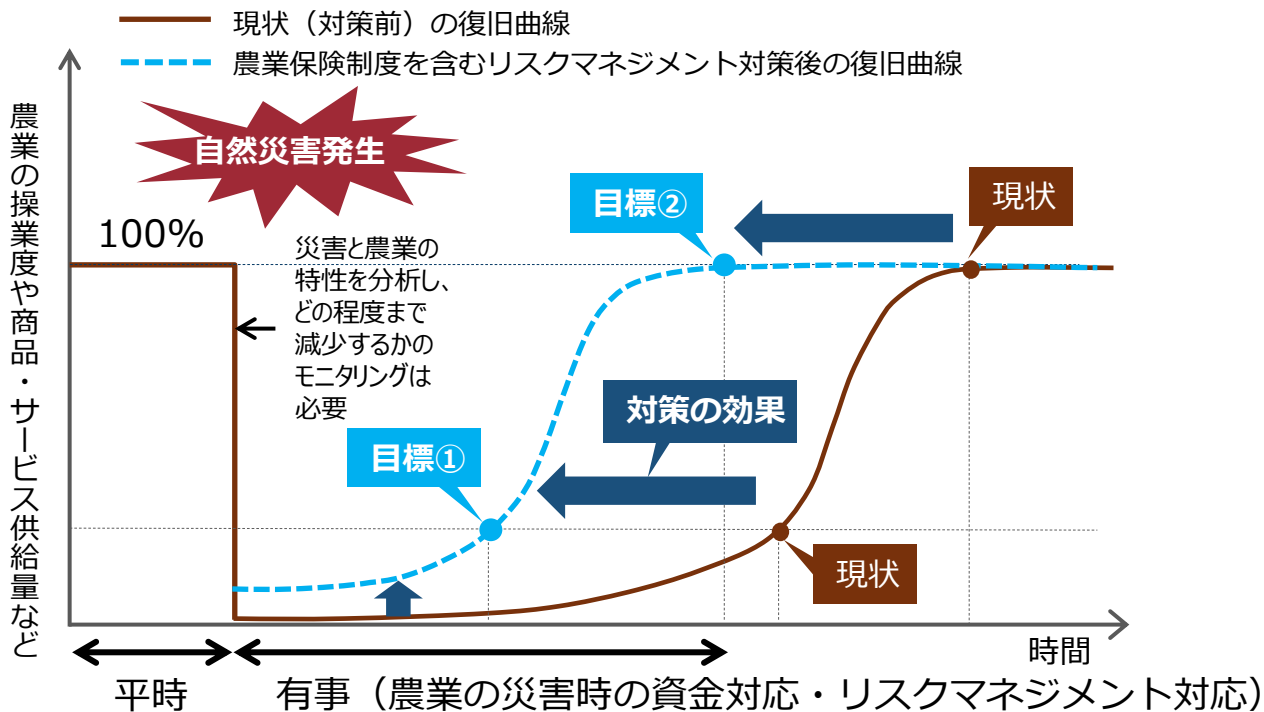 現状（対策前）の復旧曲線
農業保険制度を含むリスクマネジメント対策後の復旧曲線
農業の操業度や商品・サービス供給量など
自然災害発生
100%
災害と農業の
特性を分析し、
どの程度まで
減少するかの
モニタリングは
必要
目標②
現状
対策の効果
目標①
現状
時間
平時
有事（農業の災害時の資金対応・リスクマネジメント対応）